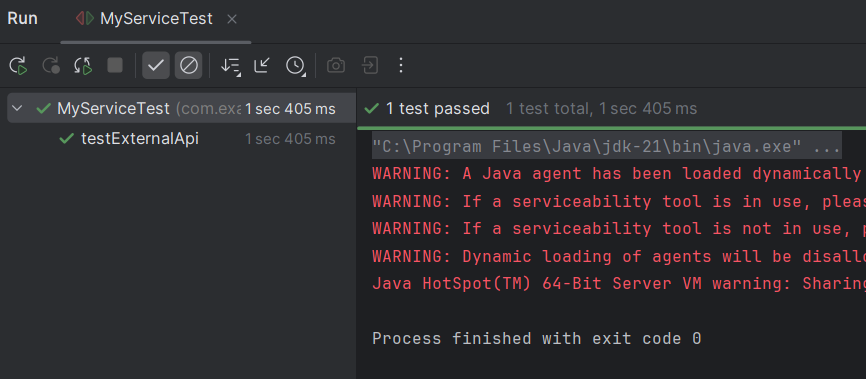 Run MyServiceTest
MyServiceTest (com.exa 1 sec 405 ms
testExternalApi 1 sec 405 ms
1 test passed 1 test total, 1 sec 405 ms
"C:\Program Files\Java\jdk-21\bin\java.exe" ...
WARNING: A Java agent has been loaded dynamically
WARNING: If a serviceability tool is in use, pleas
WARNING: If a serviceability tool is not in use, p
WARNING: Dynamic loading of agents will be disallo
Java HotSpot(TM) 64-Bit Server VM warning: Sharing
Process finished with exit code 0